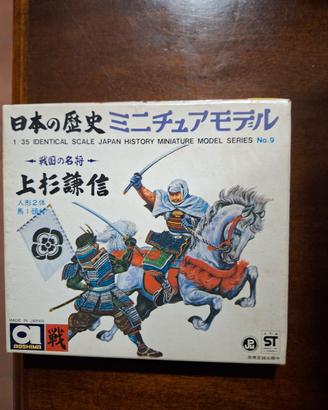 日本の歴史 ミニチュアモデル
1/35 IDENTICAL SCALE JAPAN HISTORY MINIATURE MODEL SERIES No.9
戦国の名将
上杉謙信
人形2体
馬1頭入
MADE IN JAPAN
AOSHIMA
戦
ST